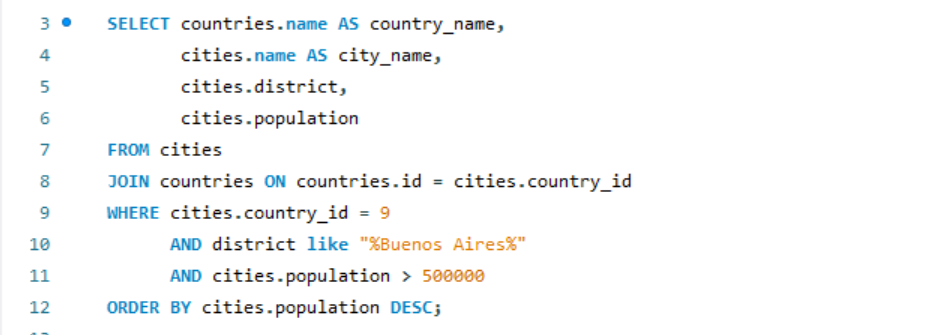 3 SELECT countries.name AS country_name,
4 cities.name AS city_name,
5 cities.district,
6 cities.population
7 FROM cities
8 JOIN countries ON countries.id = cities.country_id
9 WHERE cities.country_id = 9
10 AND district like "%Buenos Aires%"
11 AND cities.population > 500000
12 ORDER BY cities.population DESC;